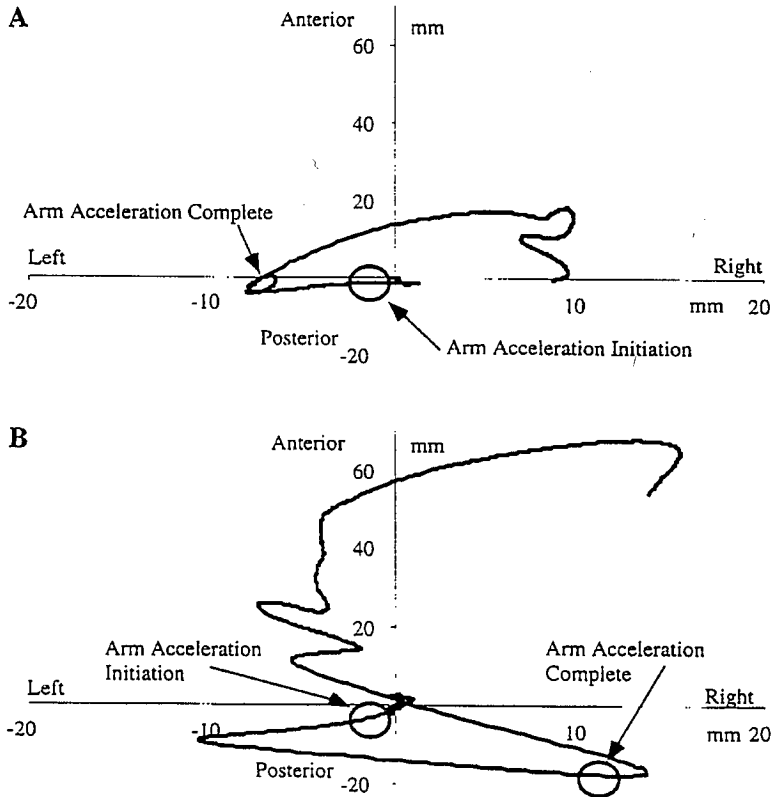 A
Anterior
mm
60
40
20
Arm Acceleration Complete
Left
Right
-20
-10
10
mm
20
Posterior
-20
Arm Acceleration Initiation
B
Anterior
mm
60
40
20
Arm Acceleration
Initiation
Arm Acceleration
Complete
Left
Right
-20
-10
10
mm 20
Posterior
-20